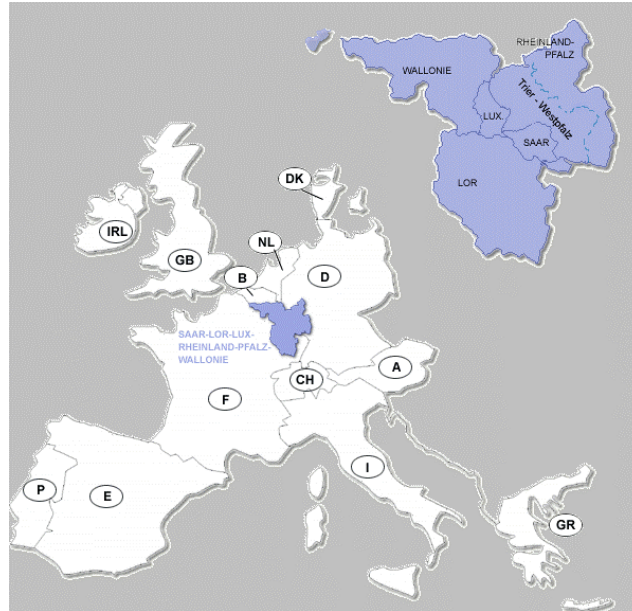 RHEINLAND-
PFALZ
WALLONIE
Trier - Westpfalz
LUX.
SAAR
LOR
DK
IRL
NL
GB
D
B
SAAR-LOR-LUX-
RHEINLAND-PFALZ-
WALLONIE
A
CH
F
I
P
E
GR